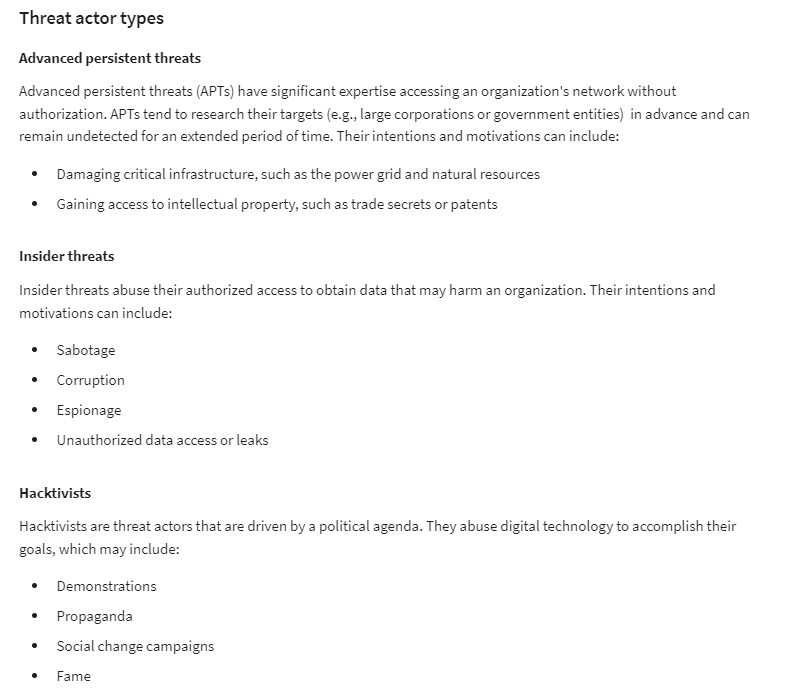 Threat actor types
Advanced persistent threats
Advanced persistent threats (APTs) have significant expertise accessing an organization's network without
authorization. APTs tend to research their targets (e.g., large corporations or government entities)  in advance and can
remain undetected for an extended period of time. Their intentions and motivations can include:
• Damaging critical infrastructure, such as the power grid and natural resources
• Gaining access to intellectual property, such as trade secrets or patents
Insider threats
Insider threats abuse their authorized access to obtain data that may harm an organization. Their intentions and
motivations can include:
• Sabotage
• Corruption
• Espionage
• Unauthorized data access or leaks
Hacktivists
Hacktivists are threat actors that are driven by a political agenda. They abuse digital technology to accomplish their
goals, which may include:
• Demonstrations
• Propaganda
• Social change campaigns
• Fame